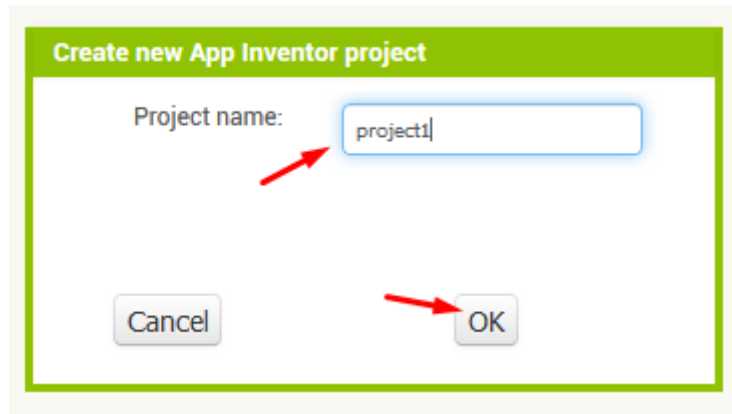 Create new App Inventor project
Project name:
project1
Cancel
OK